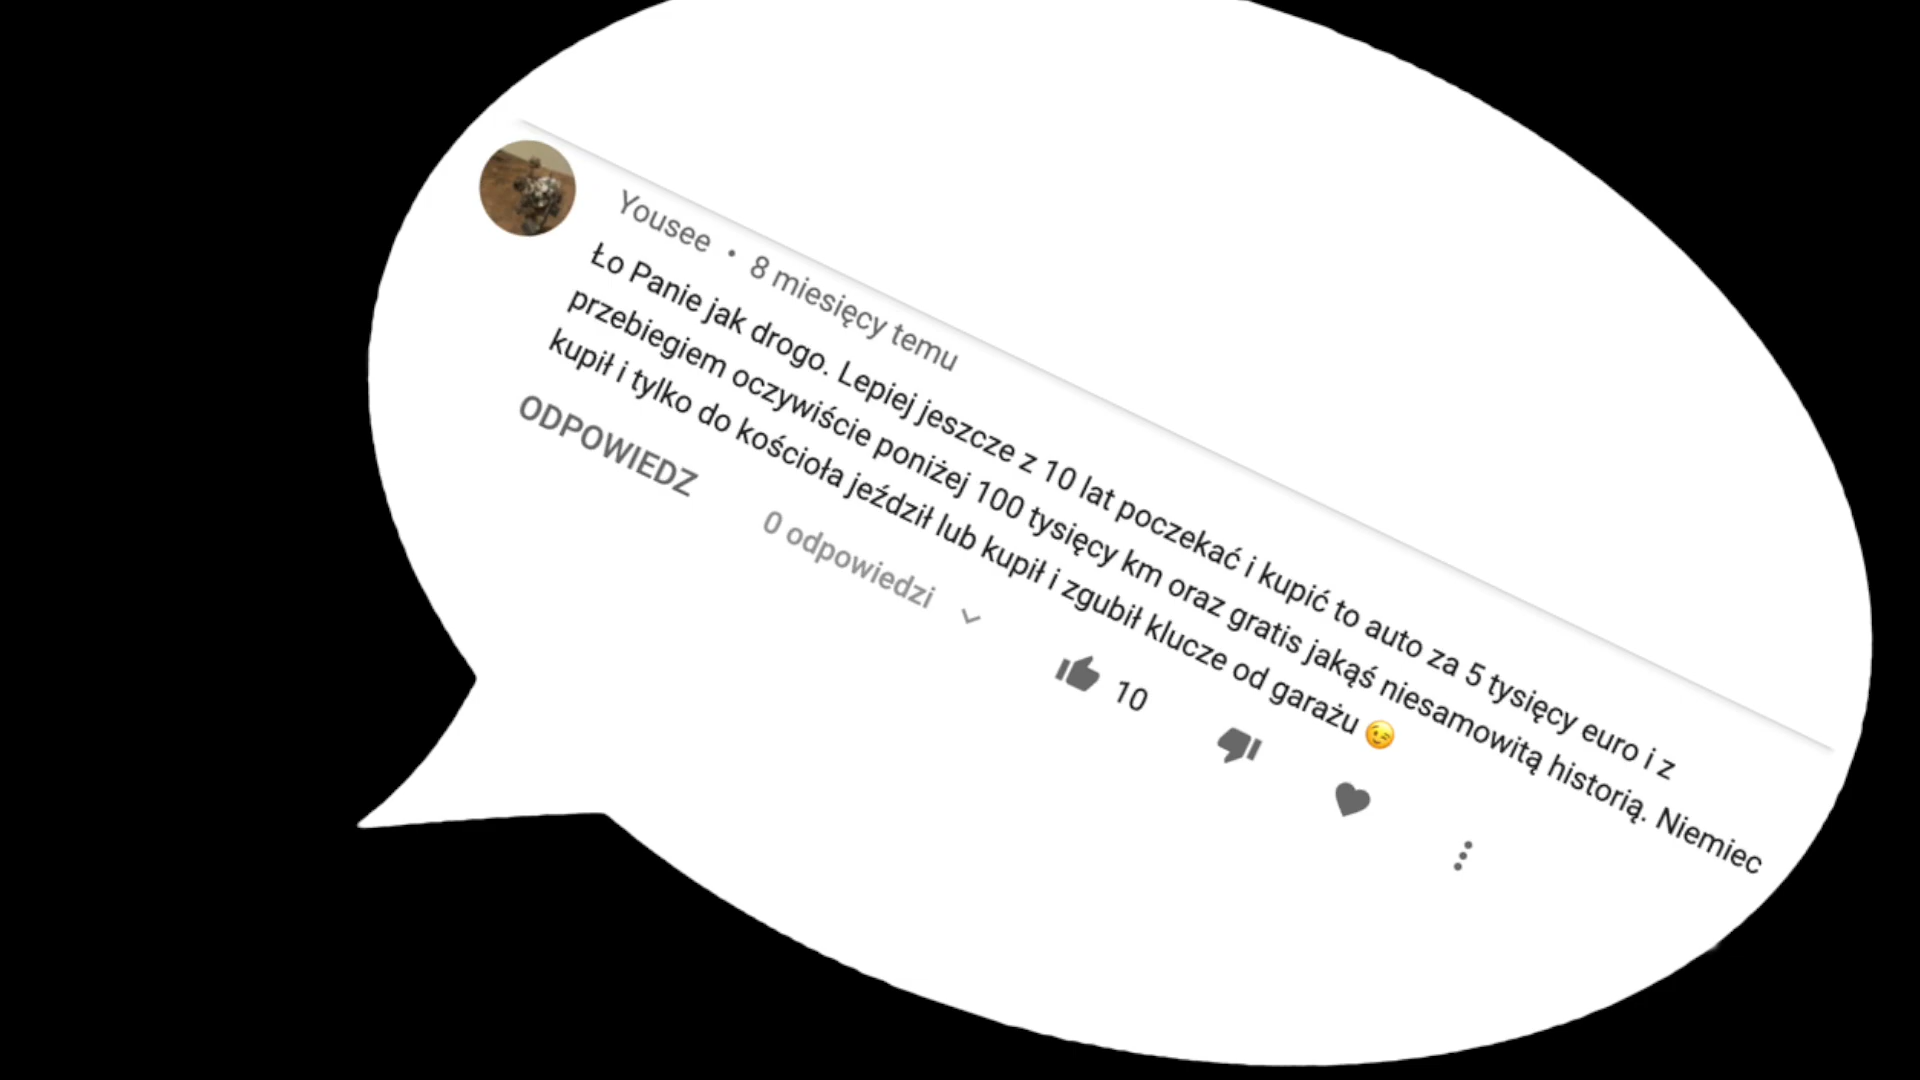 Yousee • 8 miesięcy temu
Ło Panie jak drogo. Lepiej jeszcze z 10 lat poczekać i kupić to auto za 5 tysięcy euro i z
przebiegiem oczywiście poniżej 100 tysięcy km oraz gratis jakąś niesamowitą historią. Niemiec
kupił i tylko do kościoła jeździł lub kupił i zgubił klucze od garażu 😉
ODPOWIEDZ
0 odpowiedzi
10